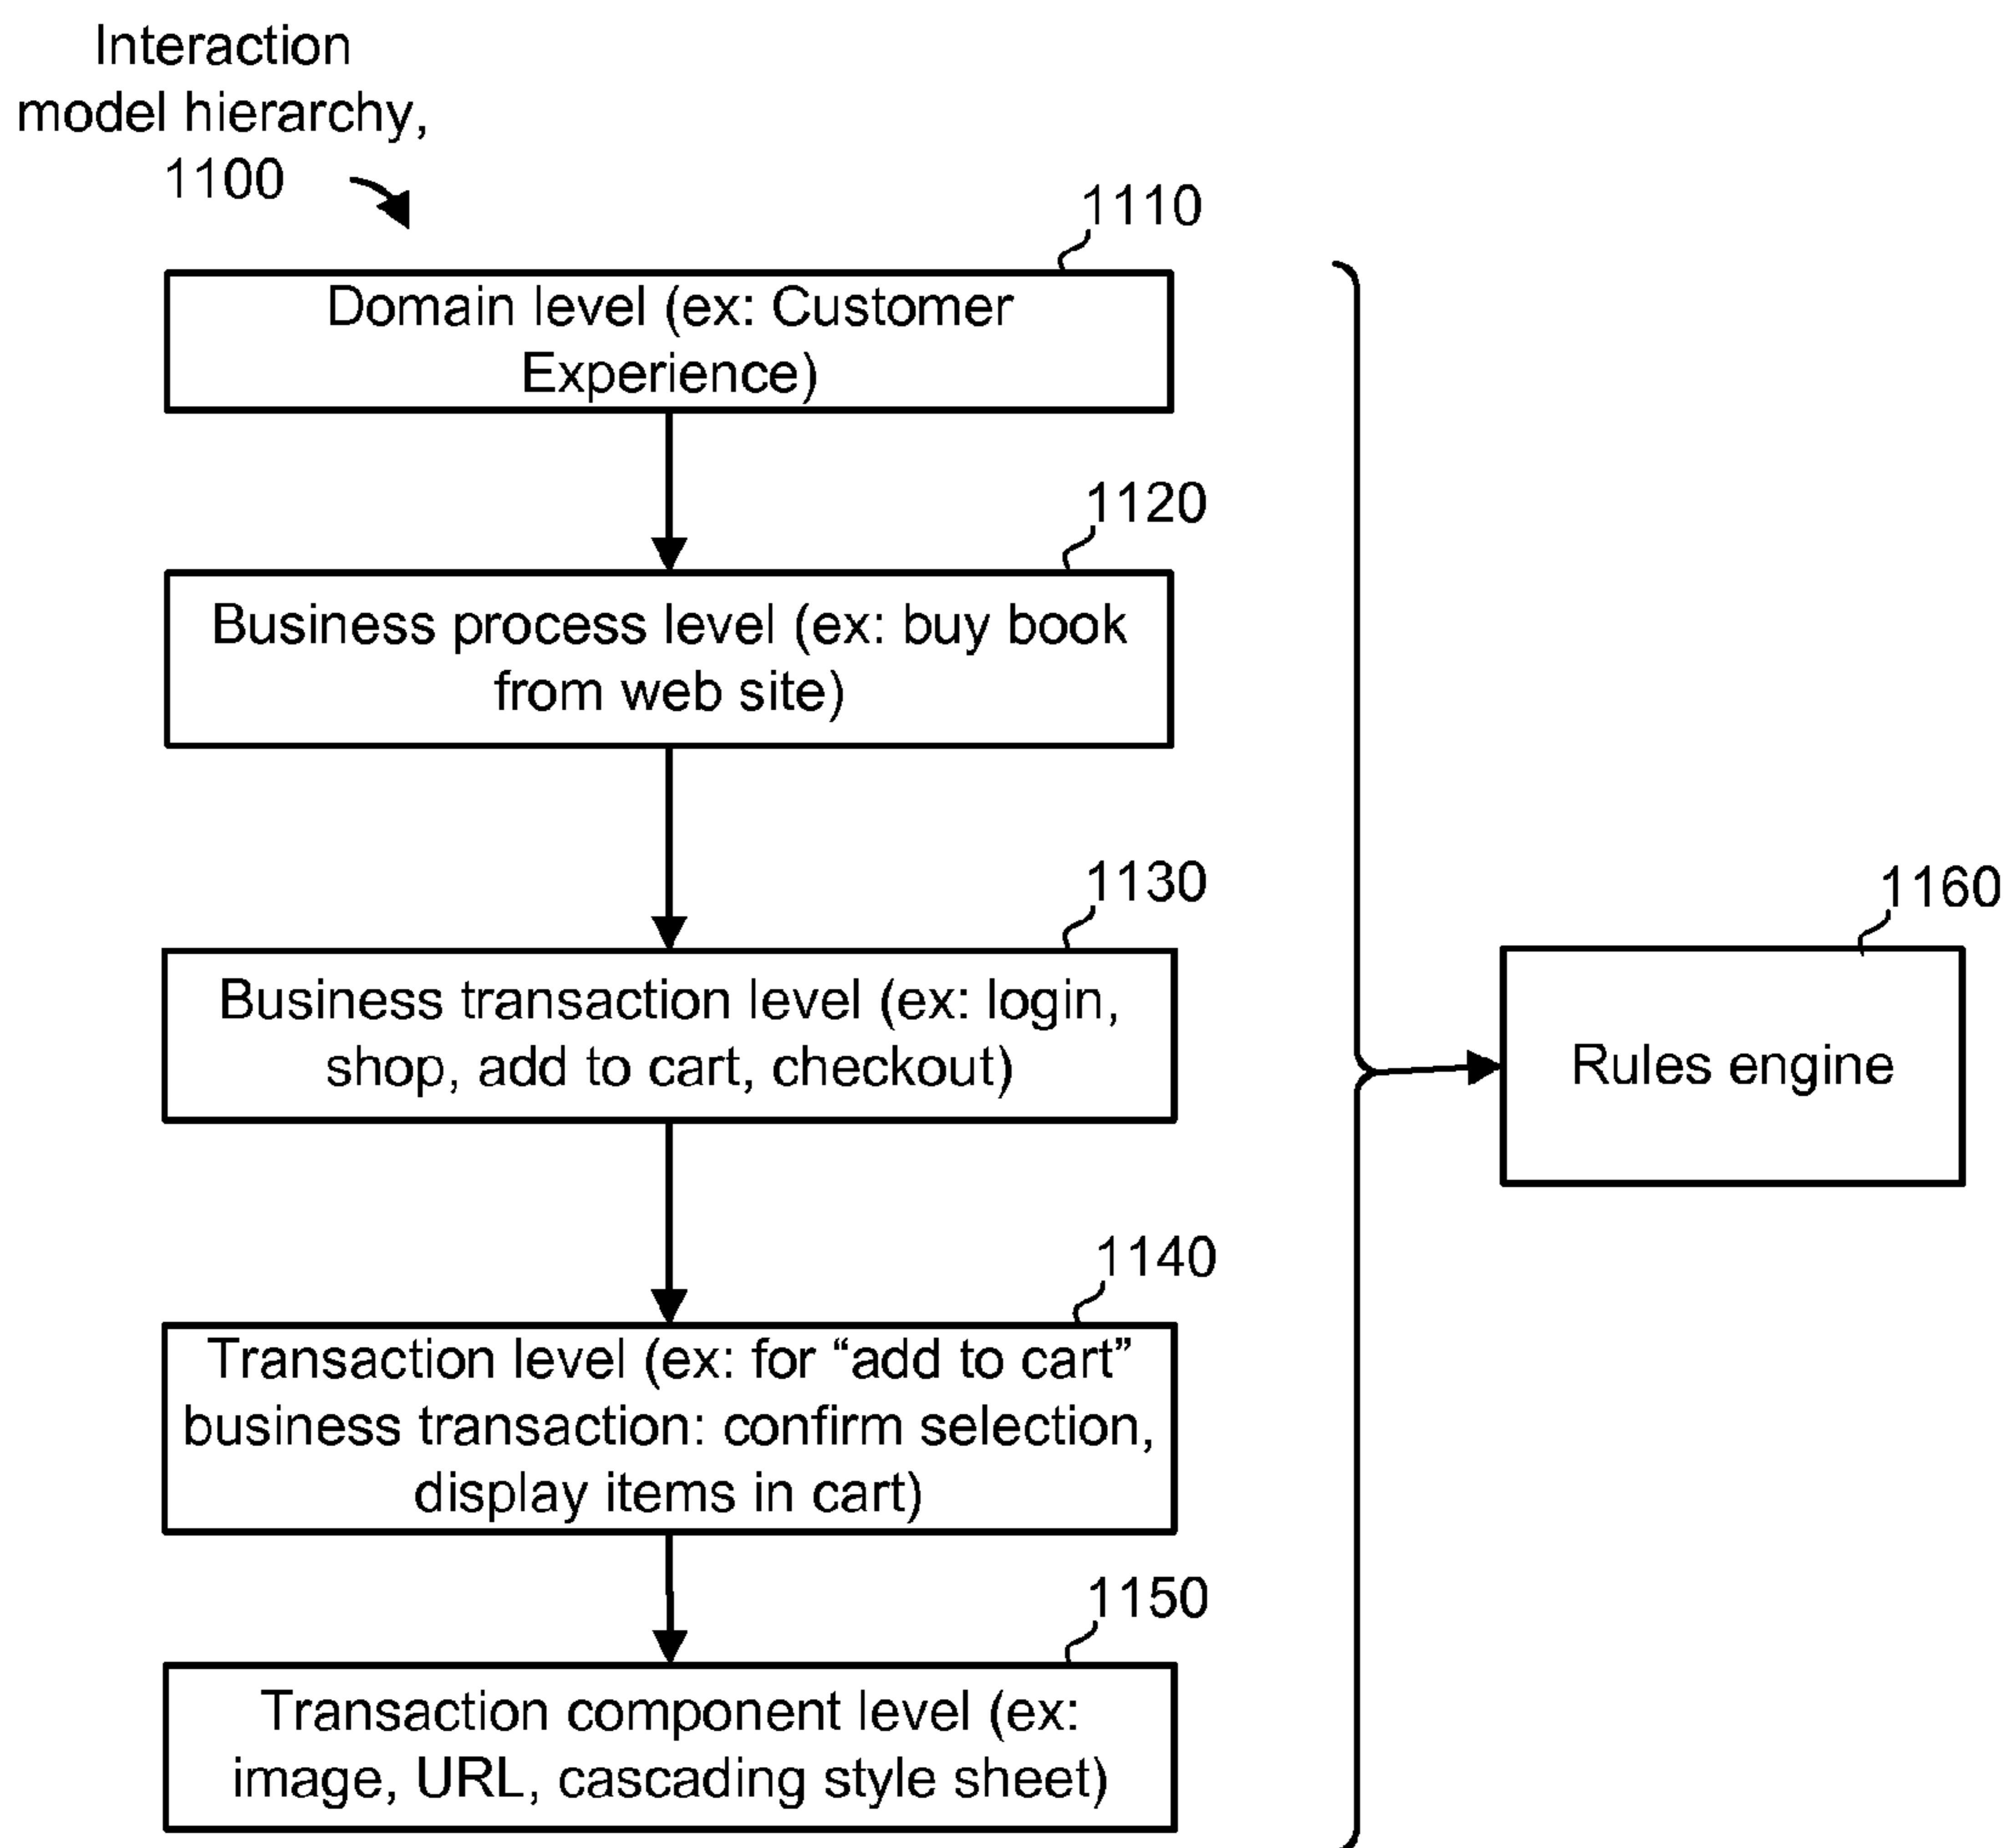 Interaction
model hierarchy,
1100
1110
Domain level (ex: Customer
Experience)
1120
Business process level (ex: buy book
from web site)
1130
Business transaction level (ex: login,
shop, add to cart, checkout)
1160
Rules engine
1140
Transaction level (ex: for “add to cart”
business transaction: confirm selection,
display items in cart)
1150
Transaction component level (ex:
image, URL, cascading style sheet)